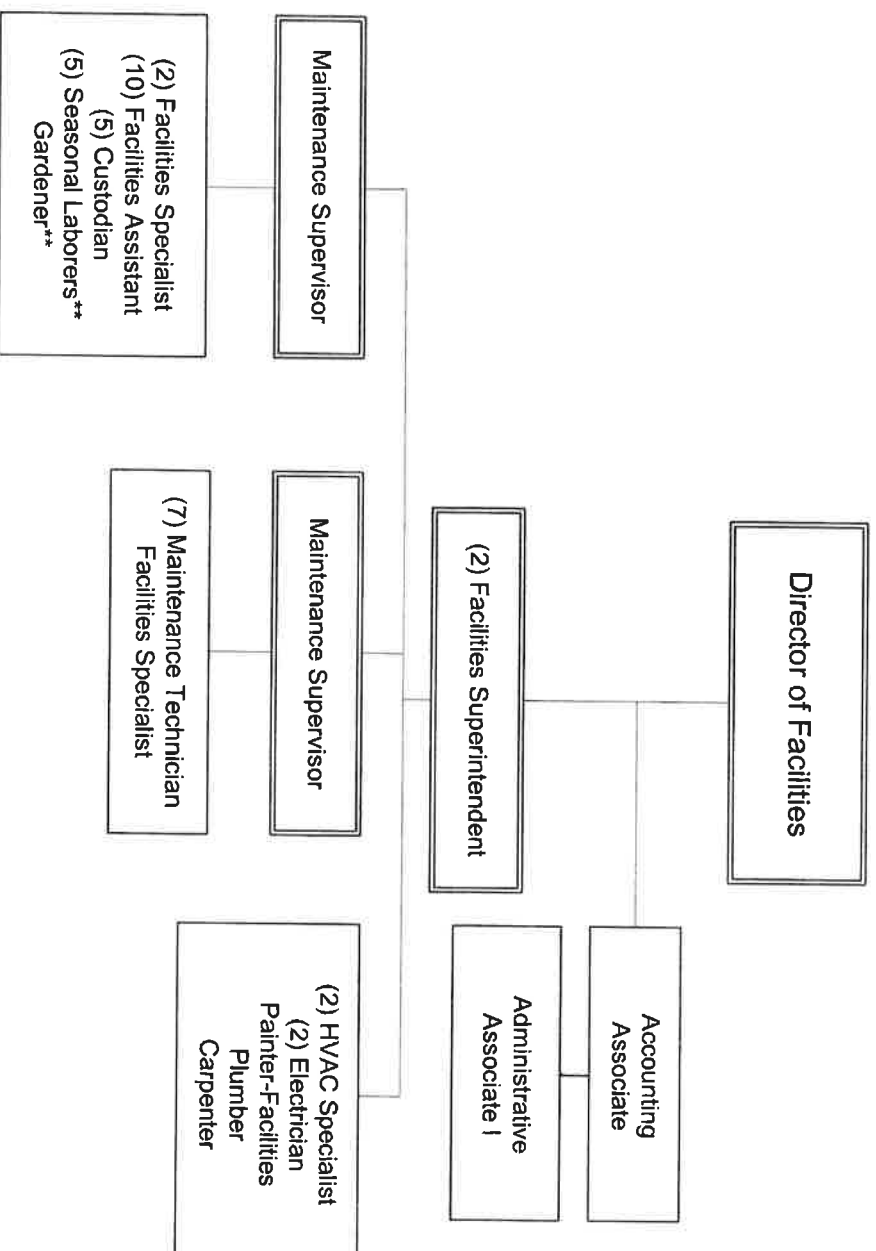 Director of Facilities
Accounting
Associate
Administrative
Associate I
(2) Facilities Superintendent
Maintenance Supervisor
Maintenance Supervisor
(2) Facilities Specialist
(10) Facilities Assistant
(5) Custodian
(5) Seasonal Laborers**
Gardener**
(7) Maintenance Technician
Facilities Specialist
(2) HVAC Specialist
(2) Electrician
Painter-Facilities
Plumber
Carpenter